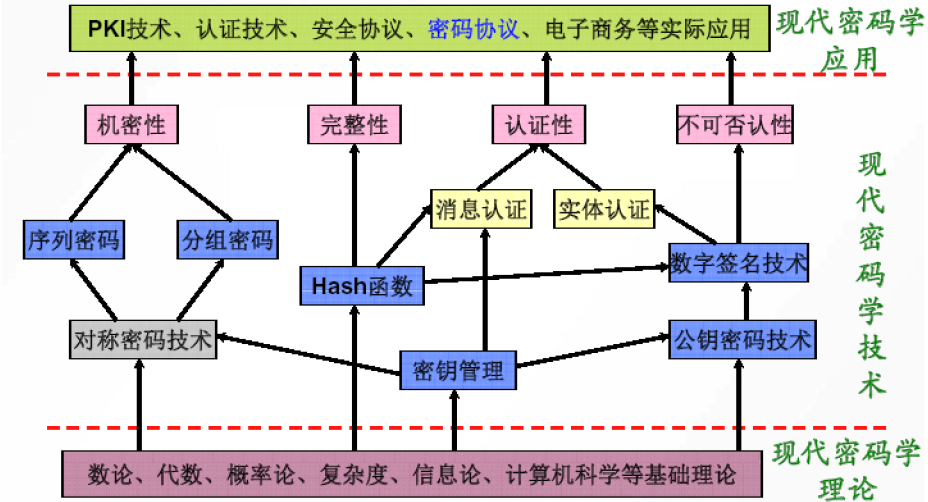 PKI技术、认证技术、安全协议、密码协议、电子商务等实际应用
现代密码学
应用
机密性
完整性
认证性
不可否认性
现代密码学技术
消息认证
实体认证
序列密码
分组密码
数字签名技术
Hash函数
对称密码技术
公钥密码技术
密钥管理
数论、代数、概率论、复杂度、信息论、计算机科学等基础理论
现代密码学
理论